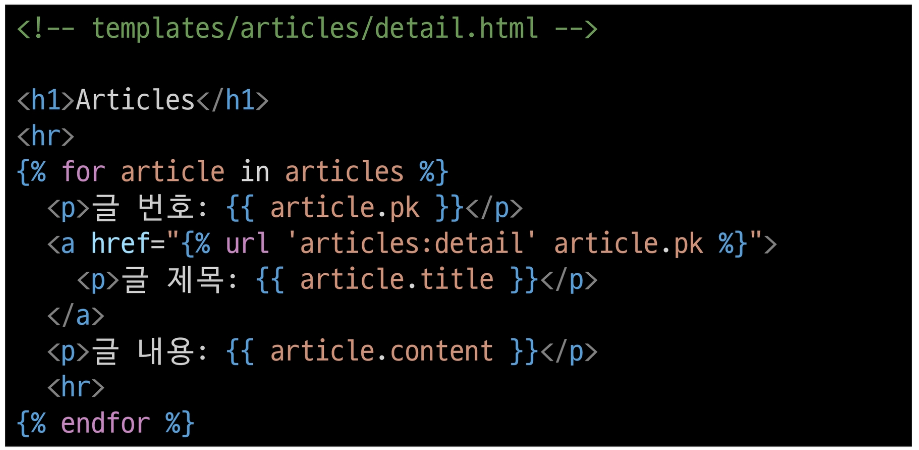 <!-- templates/articles/detail.html -->
<h1>Articles</h1>
<hr>
{% for article in articles %}
<p>글 번호: {{ article.pk }}</p>
<a href="{% url 'articles:detail' article.pk %}">
<p>글 제목: {{ article.title }}</p>
</a>
<p>글 내용: {{ article.content }}</p>
<hr>
{% endfor %}